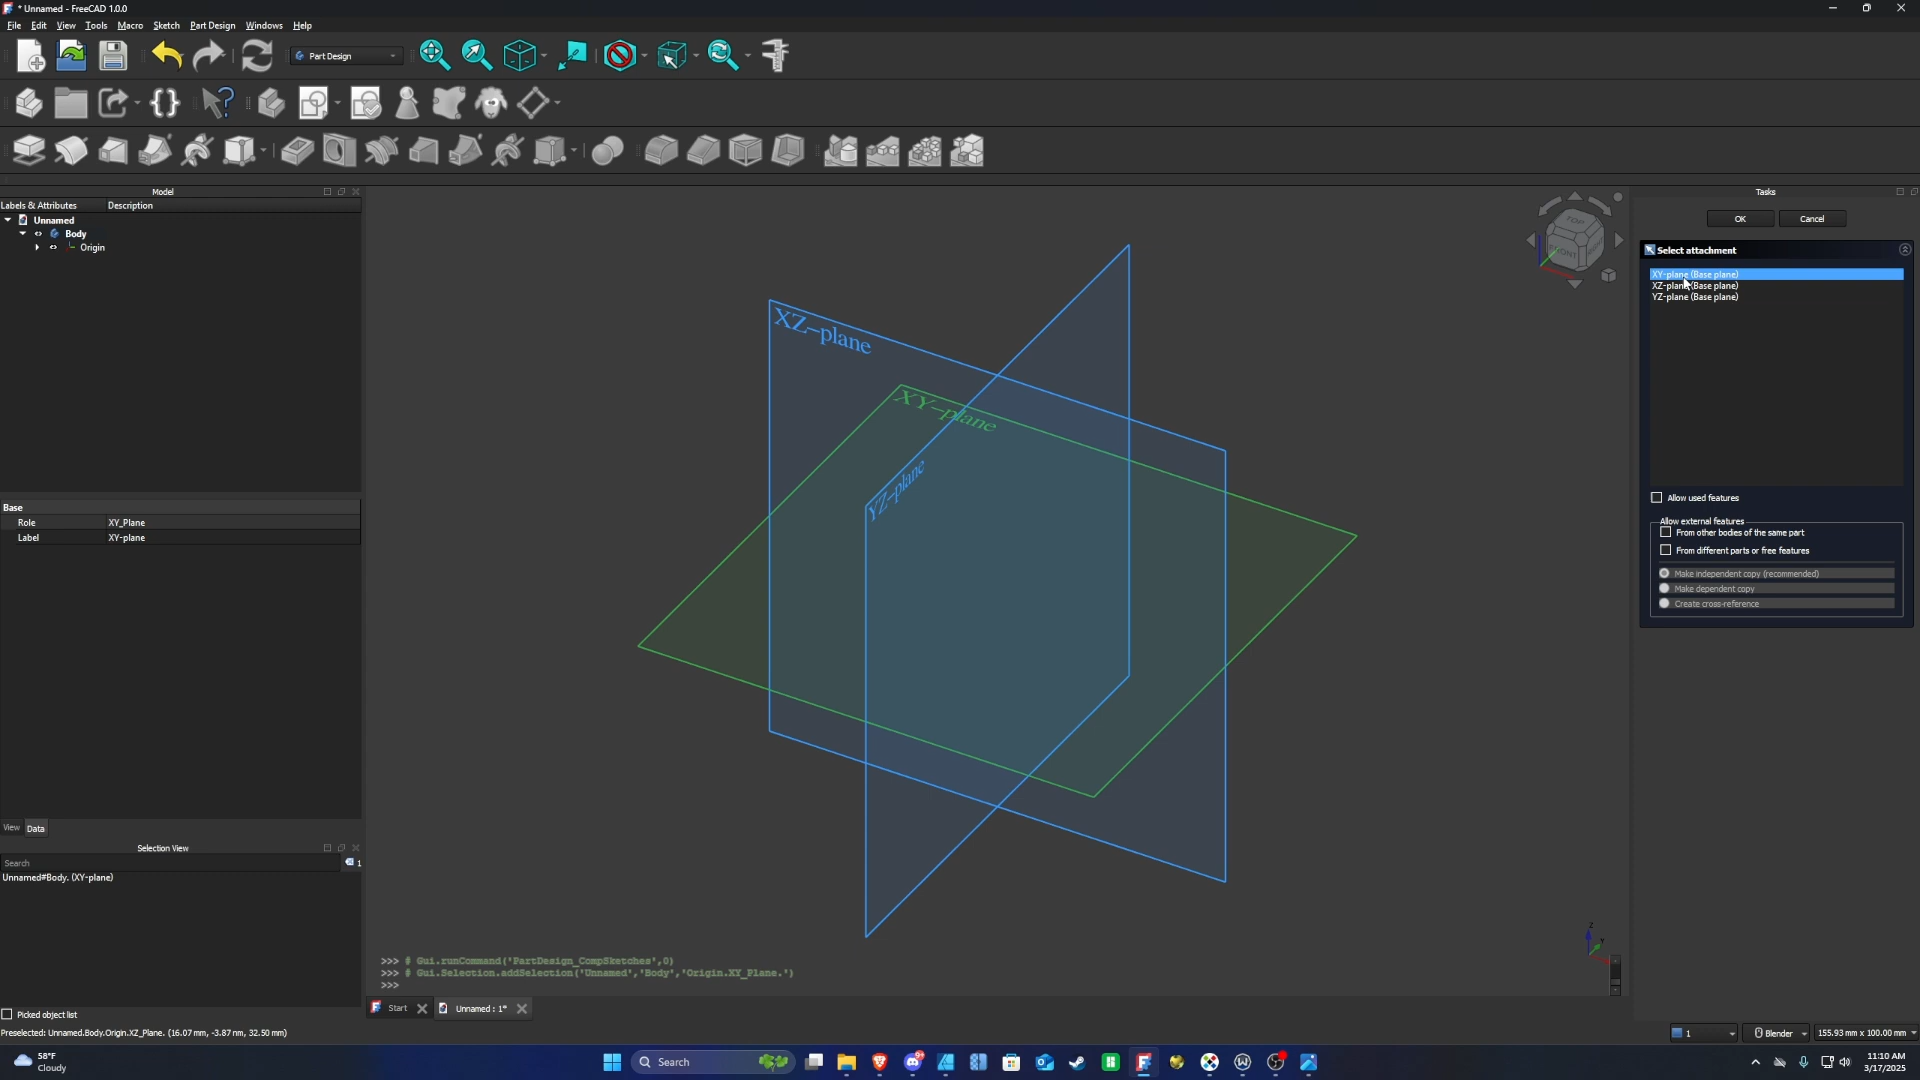 * Unnamed - FreeCAD 1.0.0
File Edit View Tools Macro Sketch Part Design Windows Help
Part Design
Model
Labels & Attributes Description
Unnamed
Body
Origin
Base
Role XY_Plane
Label XY-plane
View Data
Selection View
Search 1
Unnamed#Body. (XY-plane)
Picked object list
Preselected: Unnamed.Body.Origin.XZ_Plane. (16.07 mm, -3.87 nm, 32.50 mm)
XZ-plane
XY-plane
YZ-plane
TOP
FRONT
Z
Y
>>> # Gui.runCommand('PartDesign_CompSketches',0)
>>> # Gui.Selection.addSelection('Unnamed','Body','Origin.XY_Plane.')
>>>
Start
Unnamed : 1*
Tasks
OK Cancel
Select attachment
XY-plane (Base plane)
XZ-plane (Base plane)
YZ-plane (Base plane)
Allow used features
Allow external features
From other bodies of the same part
From different parts or free features
Make independent copy (recommended)
Make dependent copy
Create cross-reference
1
Blender
155.93 mm x 100.00 mm
58°F
Cloudy
Search
11:10 AM
3/17/2025